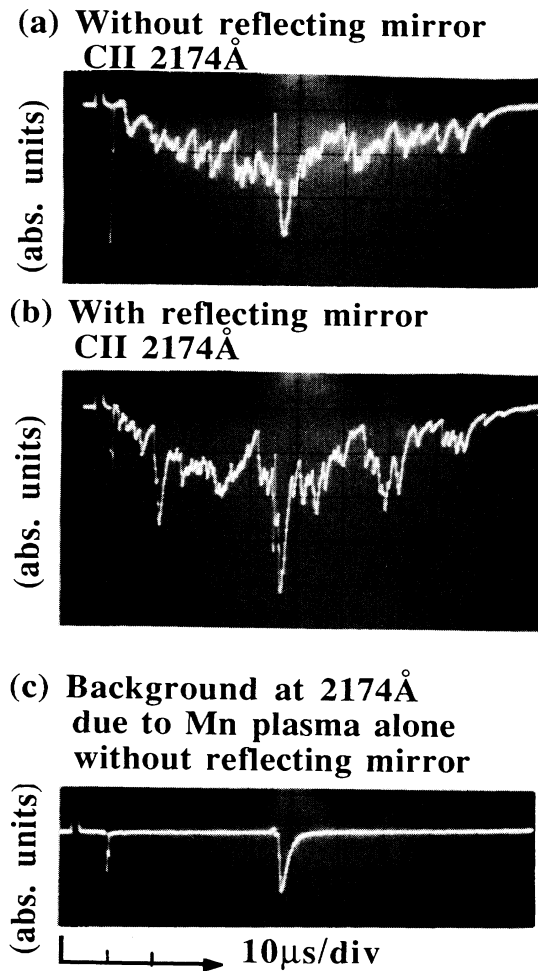 (a) Without reflecting mirror
CII 2174Å
(abs. units)
(b) With reflecting mirror
CII 2174Å
(abs. units)
(c) Background at 2174Å
due to Mn plasma alone
without reflecting mirror
(abs. units)
10μs/div